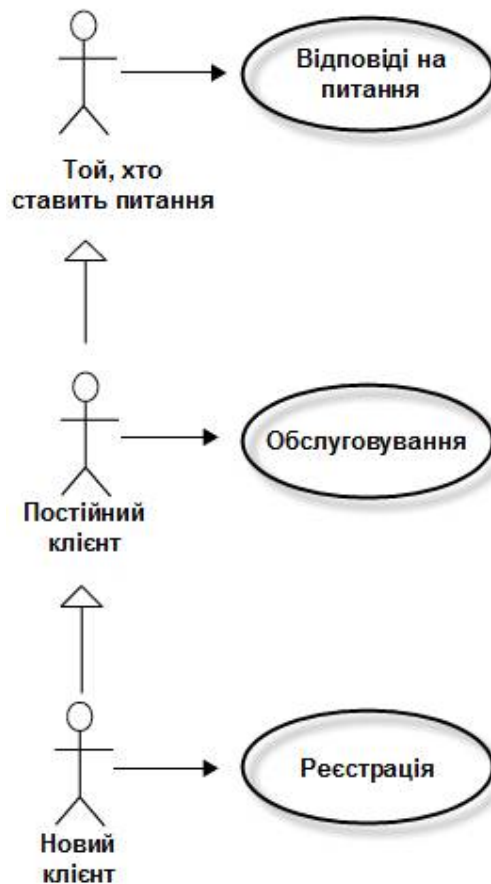 Відповіді на
питання
Той, хто
ставить питання
Обслуговування
Постійний
клієнт
Реєстрація
Новий
клієнт